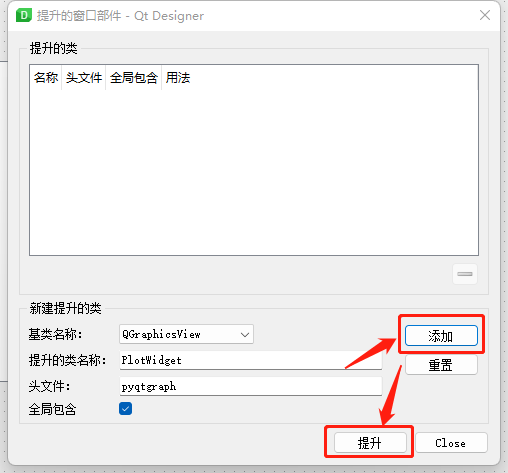 提升的窗口部件 - Qt Designer
提升的类
名称 头文件 全局包含 用法
新建提升的类
基类名称： QGraphicsView 添加
提升的类名称： PlotWidget 重置
头文件： pyqtgraph
全局包含
提升 Close